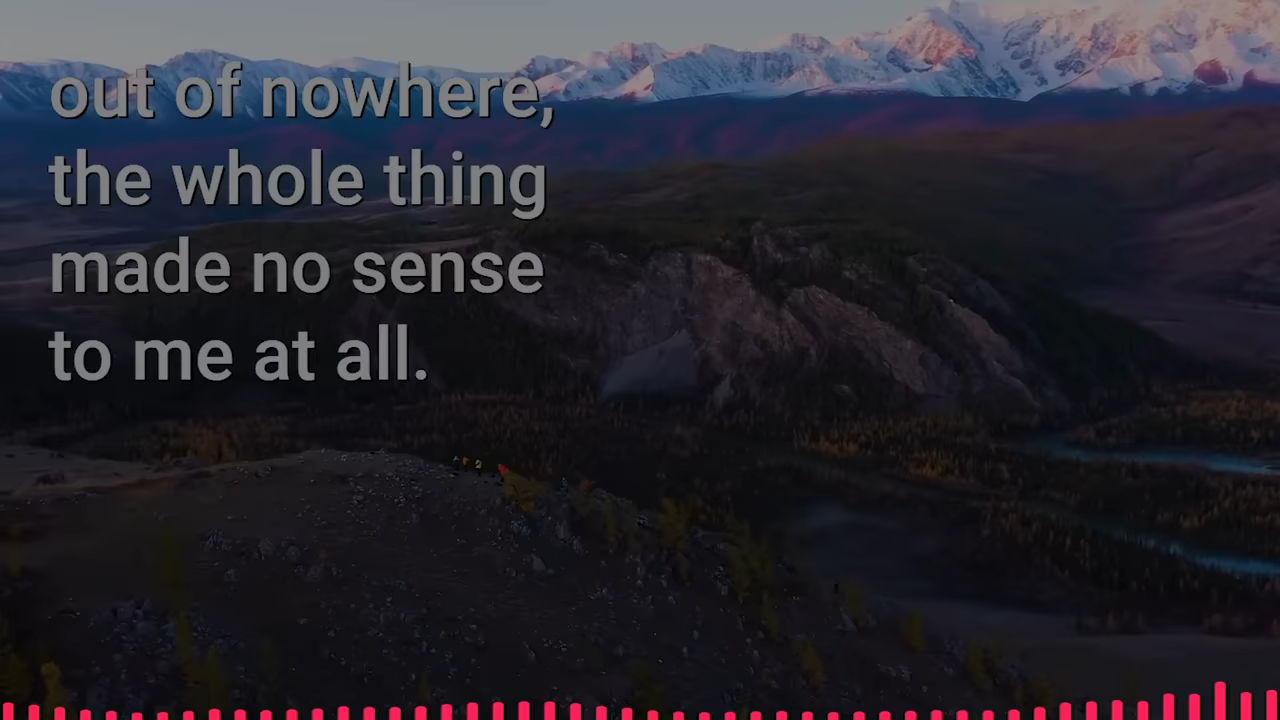 out of nowhere,
the whole thing
made no sense
to me at all.